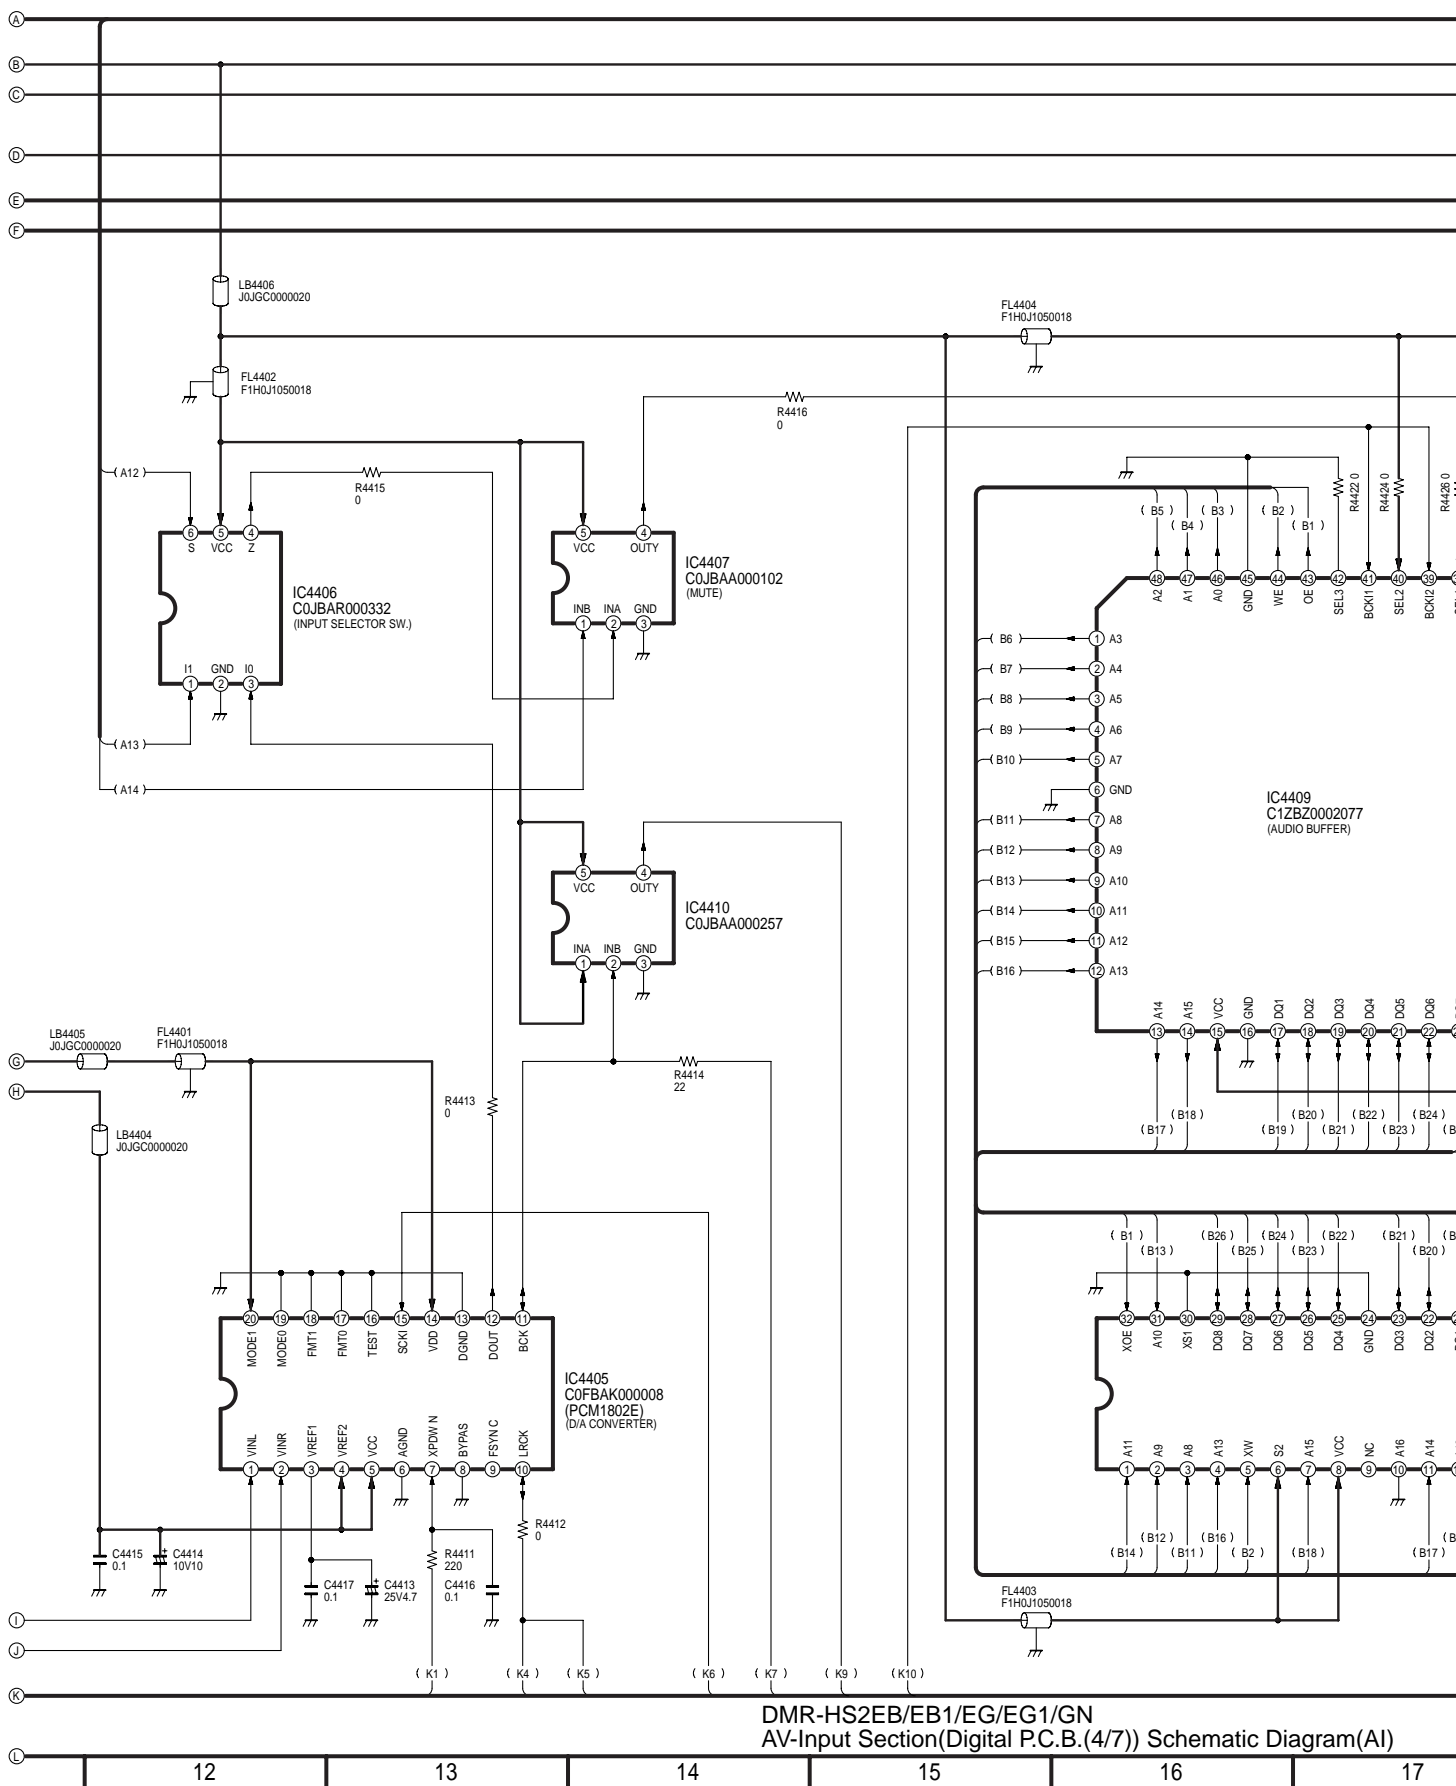 A
B
C
D
E
F
LB4406
J0JGC0000020
FL4404
F1H0J1050018
FL4402
F1H0J1050018
R4416
0
( A12 )
R4415
0
R4422 0
R4424 0
R4426 0
( B5 )
( B4 )
( B3 )
( B2 )
( B1 )
6 5 4
S VCC Z
5 4
VCC OUTY
IC4406
C0JBAR000332
(INPUT SELECTOR SW.)
IC4407
C0JBAA000102
(MUTE)
48 47 46 45 44 43 42 41 40 39
A2 A1 A0 GND WE OE SEL3 BCKI1 SEL2 BCKI2
INB INA GND
1 2 3
I1 GND I0
1 2 3
( B6 ) 1 A3
( B7 ) 2 A4
( B8 ) 3 A5
( B9 ) 4 A6
( B10 ) 5 A7
6 GND
( B11 ) 7 A8
( B12 ) 8 A9
( B13 ) 9 A10
( B14 ) 10 A11
( B15 ) 11 A12
( B16 ) 12 A13
( A13 )
( A14 )
IC4409
C1ZBZ0002077
(AUDIO BUFFER)
5 4
VCC OUTY
IC4410
C0JBAA000257
INA INB GND
1 2 3
A14 A15 VCC GND DQ1 DQ2 DQ3 DQ4 DQ5 DQ6
13 14 15 16 17 18 19 20 21 22
LB4405
J0JGC0000020
FL4401
F1H0J1050018
G
H
R4414
22
R4413
0
LB4404
J0JGC0000020
( B18 ) ( B20 ) ( B22 ) ( B24 )
( B17 ) ( B19 ) ( B21 ) ( B23 ) ( B
( B1 ) ( B26 ) ( B24 ) ( B22 ) ( B21 ) ( B
( B13 ) ( B25 ) ( B23 ) ( B20 )
20 19 18 17 16 15 14 13 12 11
MODE1 MODE0 FMT1 FMT0 TEST SCKI VDD DGND DOUT BCK
32 31 30 29 28 27 26 25 24 23 22
XOE A10 XS1 DQ8 DQ7 DQ6 DQ5 DQ4 GND DQ3 DQ2
IC4405
C0FBAK000008
(PCM1802E)
(D/A CONVERTER)
VINL VINR VREF1 VREF2 VCC AGND XPDW N BYPAS FSYN C LRCK
1 2 3 4 5 6 7 8 9 10
A11 A9 A8 A13 XW S2 A15 VCC NC A16 A14
1 2 3 4 5 6 7 8 9 10 11
R4412
0
( B12 ) ( B16 ) ( B
( B14 ) ( B11 ) ( B2 ) ( B18 ) ( B17 )
C4415
0.1
C4414
10V10
R4411
220
C4417
0.1
C4413
25V4.7
C4416
0.1
FL4403
F1H0J1050018
I
J
( K1 ) ( K4 ) ( K5 ) ( K6 ) ( K7 ) ( K9 ) ( K10 )
K
DMR-HS2EB/EB1/EG/EG1/GN
AV-Input Section(Digital P.C.B.(4/7)) Schematic Diagram(AI)
L
12 13 14 15 16 17